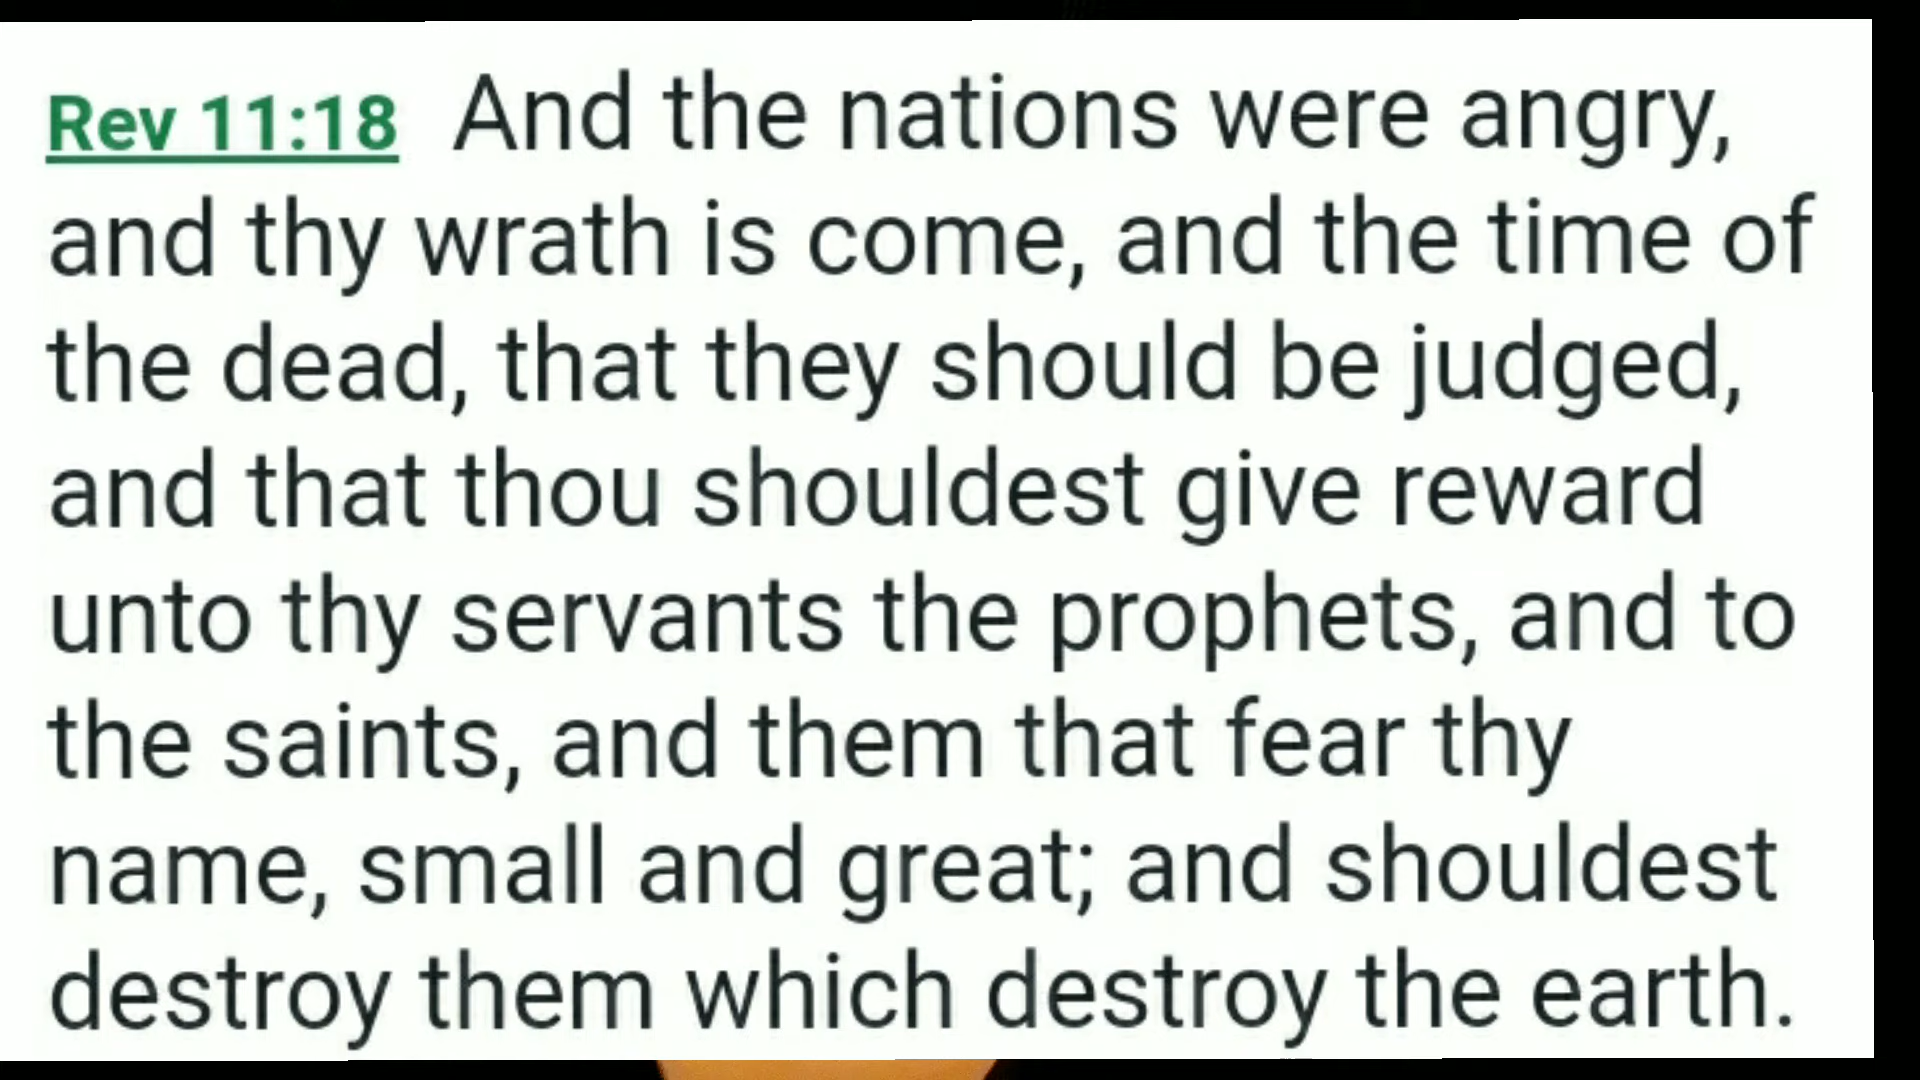 Rev 11:18 And the nations were angry,
and thy wrath is come, and the time of
the dead, that they should be judged,
and that thou shouldest give reward
unto thy servants the prophets, and to
the saints, and them that fear thy
name, small and great; and shouldest
destroy them which destroy the earth.